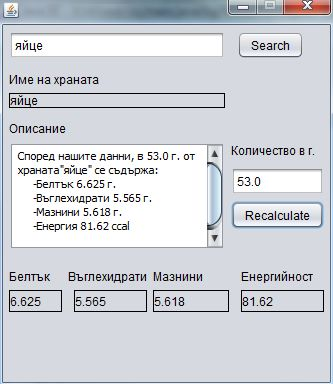 яйце
Search
Име на храната
яйце
Описание
Според нашите данни, в 53.0 г. от
храната"яйце" се съдържа:
-Белтък 6.625 г.
-Въглехидрати 5.565 г.
-Мазнини 5.618 г.
-Енергия 81.62 ccal
Количество в г.
53.0
Recalculate
Белтък Въглехидрати Мазнини Енергийност
6.625 5.565 5.618 81.62